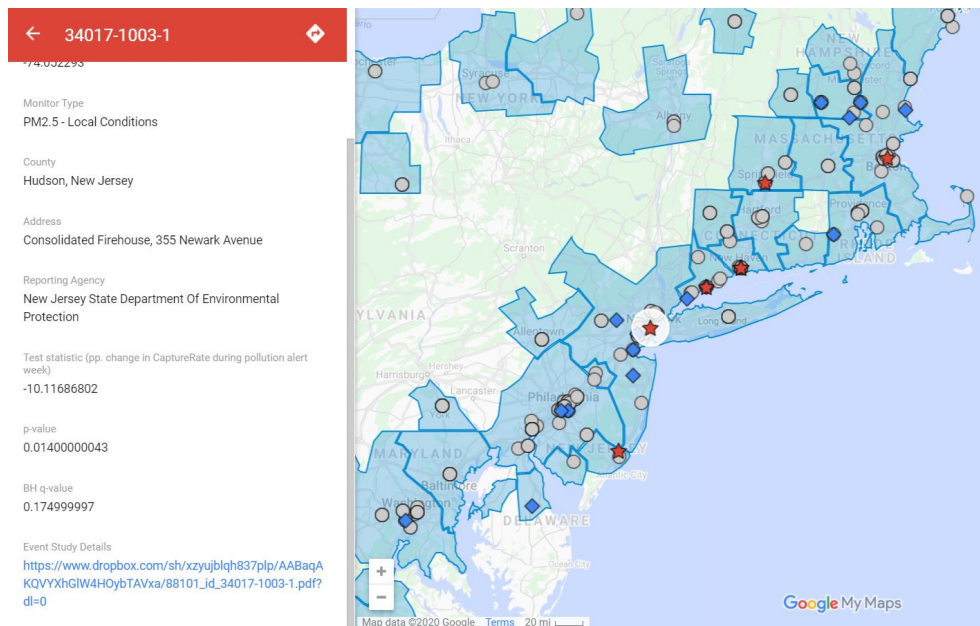 34017-1003-1
-74.052293
Monitor Type
PM2.5 - Local Conditions
County
Hudson, New Jersey
Address
Consolidated Firehouse, 355 Newark Avenue
Reporting Agency
New Jersey State Department Of Environmental
Protection
Test statistic (pp. change in CaptureRate during pollution alert
week)
-10.11686802
p-value
0.01400000043
BH q-value
0.174999997
Event Study Details
https://www.dropbox.com/sh/xzyujblqh837plp/AABaqA
KQVYXhGlW4HOybTAVxa/88101_id_34017-1003-1.pdf?
dl=0
NEW
HAMPSHIRE
Syracuse
NEW YORK
Saratoga
Springs
Albany
MASSACHUSETTS
Ithaca
Hartford
Providence
CONNECTICUT
RHODE
ISLAND
Scranton
New Haven
Long Island
Allentown
Hershey
Harrisburg
Lancaster
York
Philadelphia
NEW JERSEY
Atlantic City
MARYLAND
Baltimore
Washington
DELAWARE
Ocean City
+
−
Google My Maps
Map data ©2020 Google
Terms
20 mi